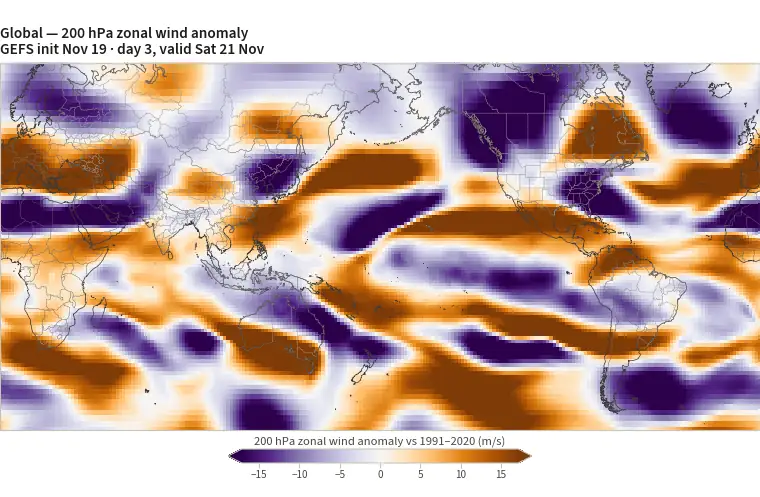 Global — 200 hPa zonal wind anomaly
GEFS init Nov 19 · day 3, valid Sat 21 Nov
200 hPa zonal wind anomaly vs 1991–2020 (m/s)
−15 −10 −5 0 5 10 15